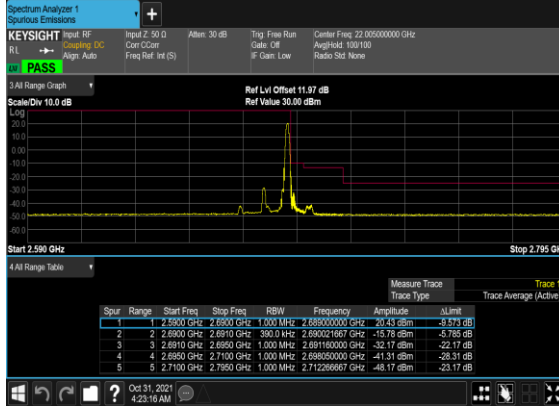 Spectrum Analyzer 1
Spurious Emissions
+
KEYSIGHT Input: RF Input Z: 50 Ω Atten: 30 dB Trig: Free Run Center Freq: 22.005000000 GHz
RL Coupling: DC Corr CCorr Gate: Off Avg|Hold: 100/100
Align: Auto Freq Ref: Int (S) IF Gain: Low Radio Std: None
PASS
3 All Range Graph
Ref Lvl Offset 11.97 dB
Scale/Div 10.0 dB Ref Value 30.00 dBm
Log
20.0
10.0
0.00
-10.0
-20.0
-30.0
-40.0
-50.0
-60.0
Start 2.590 GHz Stop 2.795 GH
4 All Range Table
Measure Trace Trace 1
Trace Type Trace Average (Active
Spur Range Start Freq Stop Freq RBW Frequency Amplitude ΔLimit
1 1 2.5900 GHz 2.6900 GHz 1.000 MHz 2.689000000 GHz 20.43 dBm -9.573 dB
2 2 2.6900 GHz 2.6910 GHz 390.0 kHz 2.690021667 GHz -15.78 dBm -5.785 dB
3 3 2.6910 GHz 2.6950 GHz 1.000 MHz 2.691160000 GHz -32.17 dBm -22.17 dB
4 4 2.6950 GHz 2.7100 GHz 1.000 MHz 2.698050000 GHz -41.31 dBm -28.31 dB
5 5 2.7100 GHz 2.7950 GHz 1.000 MHz 2.712266667 GHz -48.17 dBm -23.17 dB
? Oct 31, 2021
4:23:16 AM